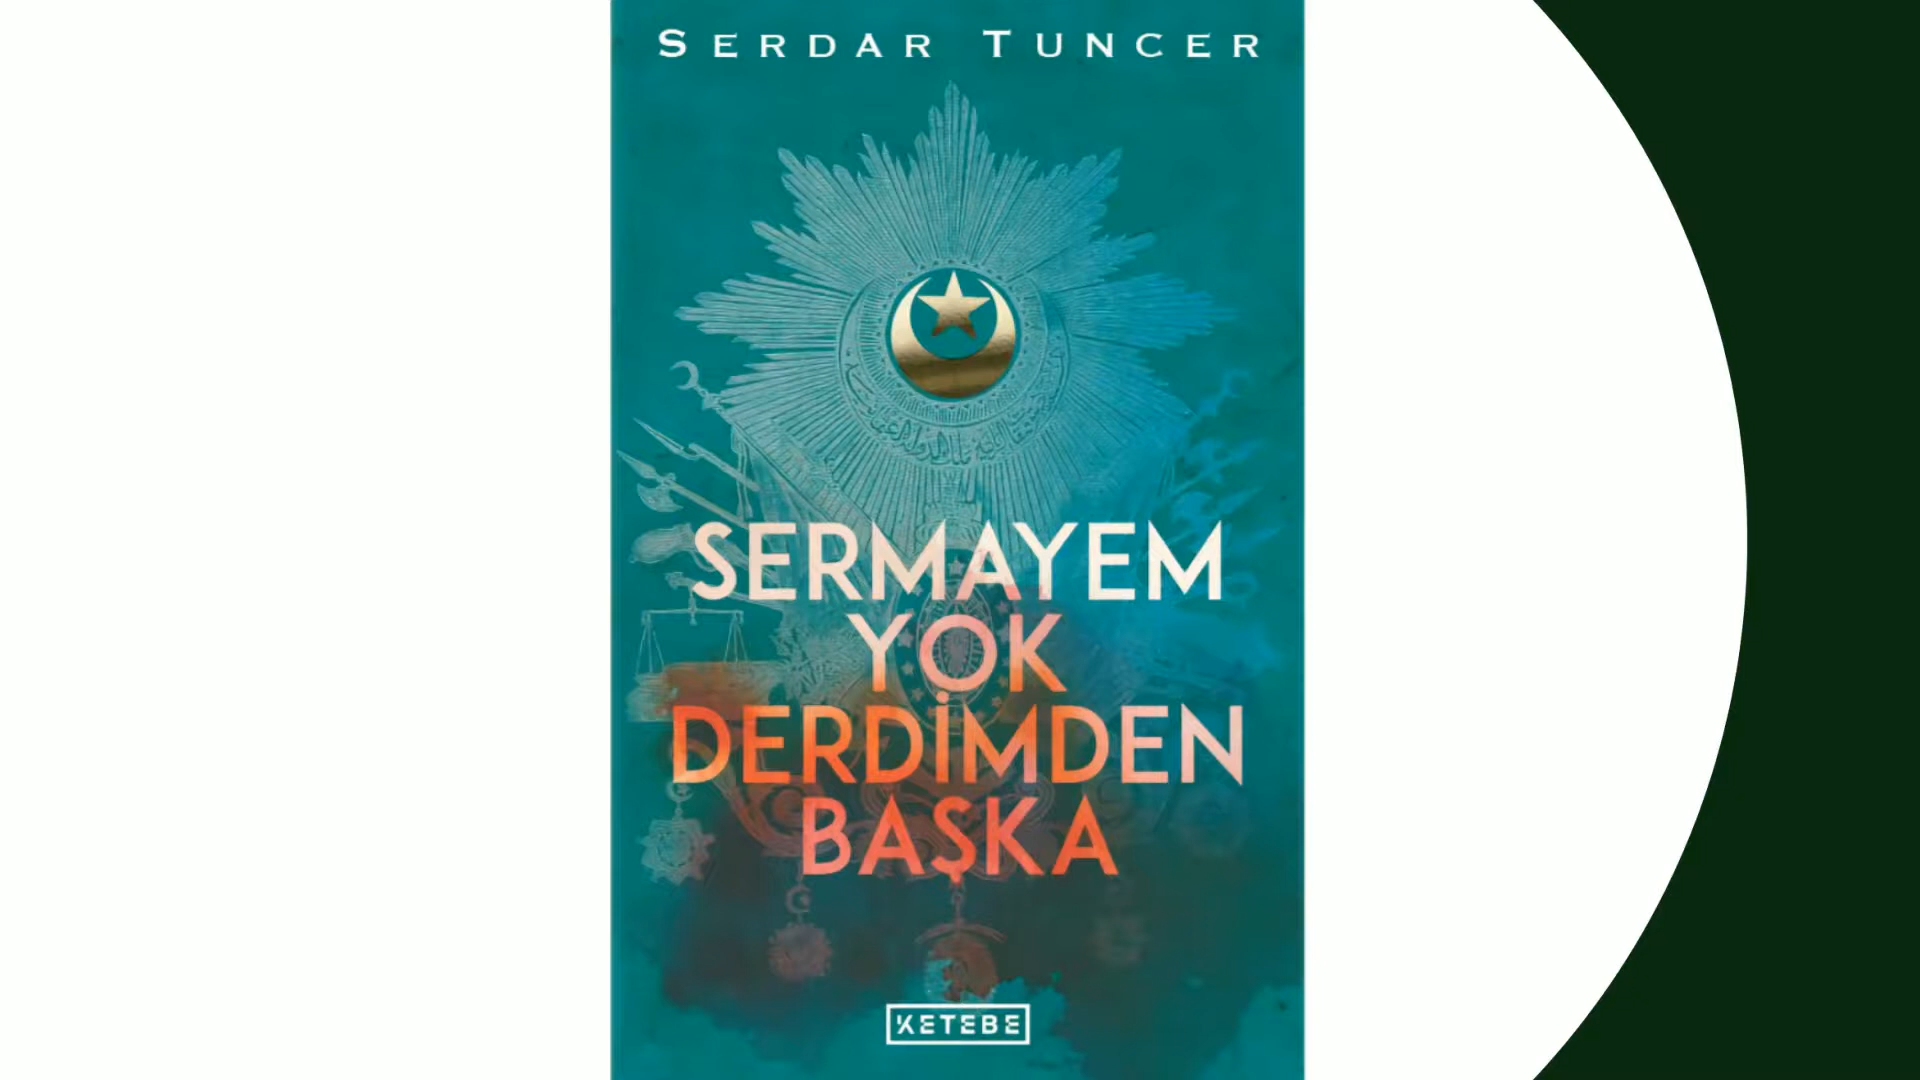 SERDAR TUNCER
SERMAYEM
YOK
DERDİMDEN
BAŞKA
KETEBE